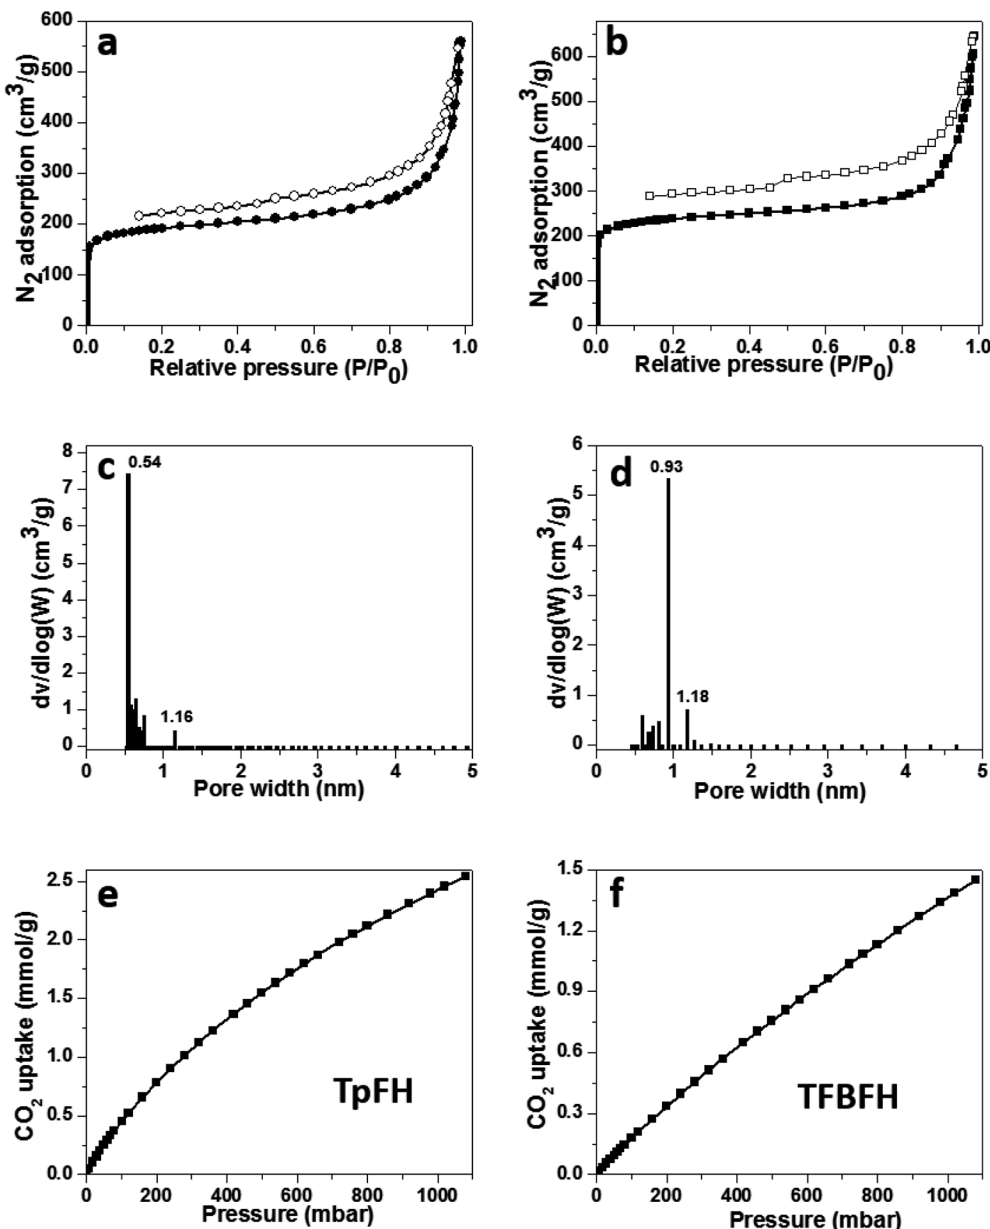 a
N2 adsorption (cm3/g)
600
500
400
300
200
100
0
0.0 0.2 0.4 0.6 0.8 1.0
Relative pressure (P/P0)
b
N2 adsorption (cm3/g)
600
500
400
300
200
100
0
0.0 0.2 0.4 0.6 0.8 1.0
Relative pressure (P/P0)
c
dv/dlog(W) (cm3/g)
8
7
6
5
4
3
2
1
0
0.54
1.16
0 1 2 3 4 5
Pore width (nm)
d
dv/dlog(W) (cm3/g)
6
5
4
3
2
1
0
0.93
1.18
0 1 2 3 4 5
Pore width (nm)
e
CO2 uptake (mmol/g)
2.5
2.0
1.5
1.0
0.5
0.0
TpFH
0 200 400 600 800 1000
Pressure (mbar)
f
CO2 uptake (mmol/g)
1.5
1.2
0.9
0.6
0.3
0.0
TFBFH
0 200 400 600 800 1000
Pressure (mbar)